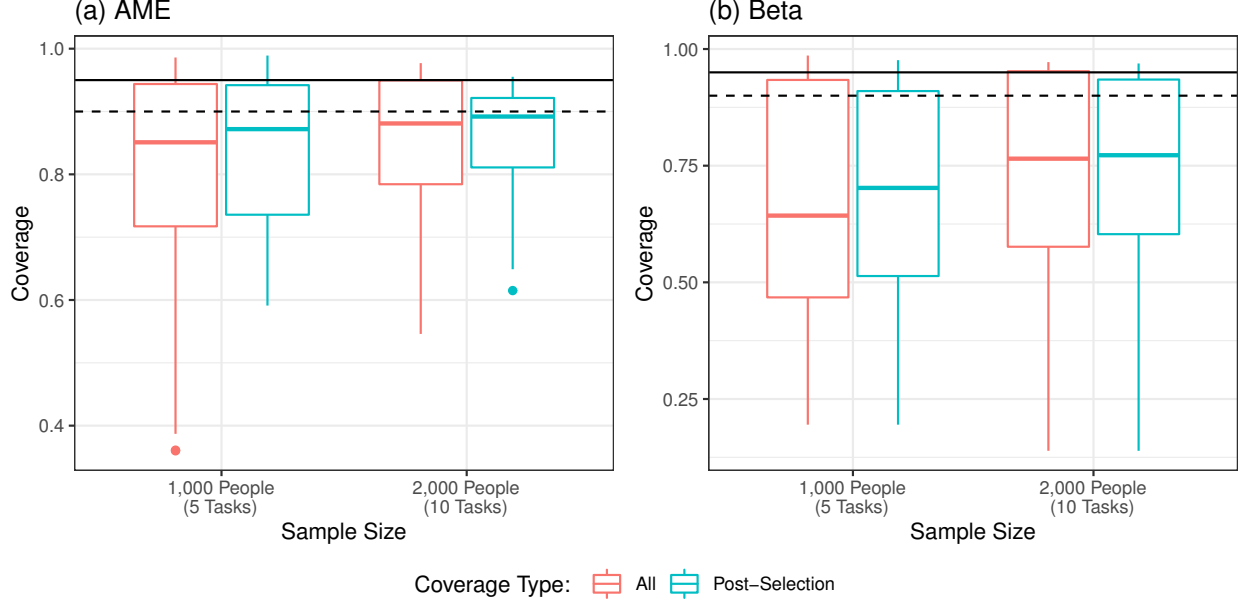 (a) AME
(b) Beta
Coverage
1.0
0.8
0.6
0.4
1,000 People
(5 Tasks)
2,000 People
(10 Tasks)
Sample Size
Coverage
1.00
0.75
0.50
0.25
1,000 People
(5 Tasks)
2,000 People
(10 Tasks)
Sample Size
Coverage Type: All Post−Selection